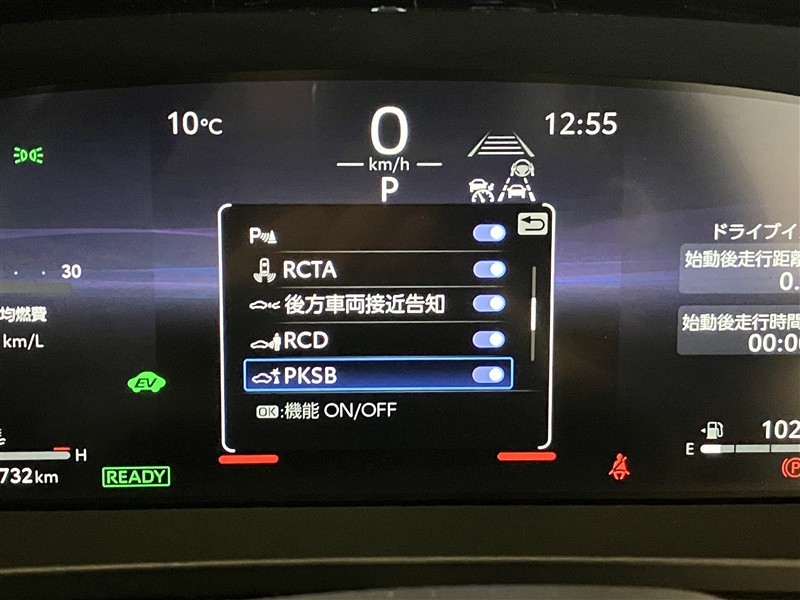 10℃
0
km/h
P
12:55
P
RCTA
後方車両接近告知
RCD
PKSB
OK:機能 ON/OFF
30
均燃費
km/L
EV
H
732km
READY
ドライブイ
始動後走行距離
0.
始動後走行時間
00:0
102
E
P